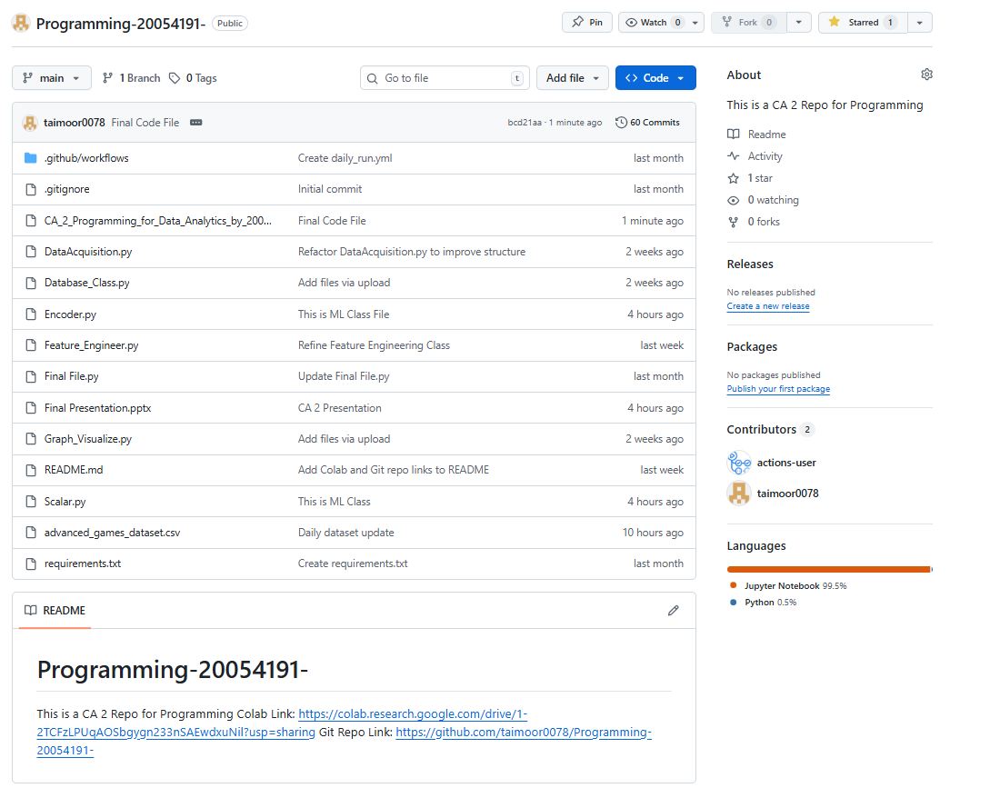 Programming-20054191- Public Pin Watch 0 Fork 0 Starred 1
main 1 Branch 0 Tags Go to file t Add file Code
taimoor0078 Final Code File bcd21aa · 1 minute ago 60 Commits
.github/workflows Create daily_run.yml last month
.gitignore Initial commit last month
CA_2_Programming_for_Data_Analytics_by_200... Final Code File 1 minute ago
DataAcquisition.py Refactor DataAcquisition.py to improve structure 2 weeks ago
Database_Class.py Add files via upload 2 weeks ago
Encoder.py This is ML Class File 4 hours ago
Feature_Engineer.py Refine Feature Engineering Class last week
Final File.py Update Final File.py last month
Final Presentation.pptx CA 2 Presentation 4 hours ago
Graph_Visualize.py Add files via upload 2 weeks ago
README.md Add Colab and Git repo links to README last week
Scalar.py This is ML Class 4 hours ago
advanced_games_dataset.csv Daily dataset update 10 hours ago
requirements.txt Create requirements.txt last month
README
Programming-20054191-
This is a CA 2 Repo for Programming Colab Link: https://colab.research.google.com/drive/1-
2TCFzLPUqAOSbgygn233nSAEwdxuNil?usp=sharing Git Repo Link: https://github.com/taimoor0078/Programming-
20054191-
About
This is a CA 2 Repo for Programming
Readme
Activity
1 star
0 watching
0 forks
Releases
No releases published
Create a new release
Packages
No packages published
Publish your first package
Contributors 2
actions-user
taimoor0078
Languages
Jupyter Notebook 99.5%
Python 0.5%